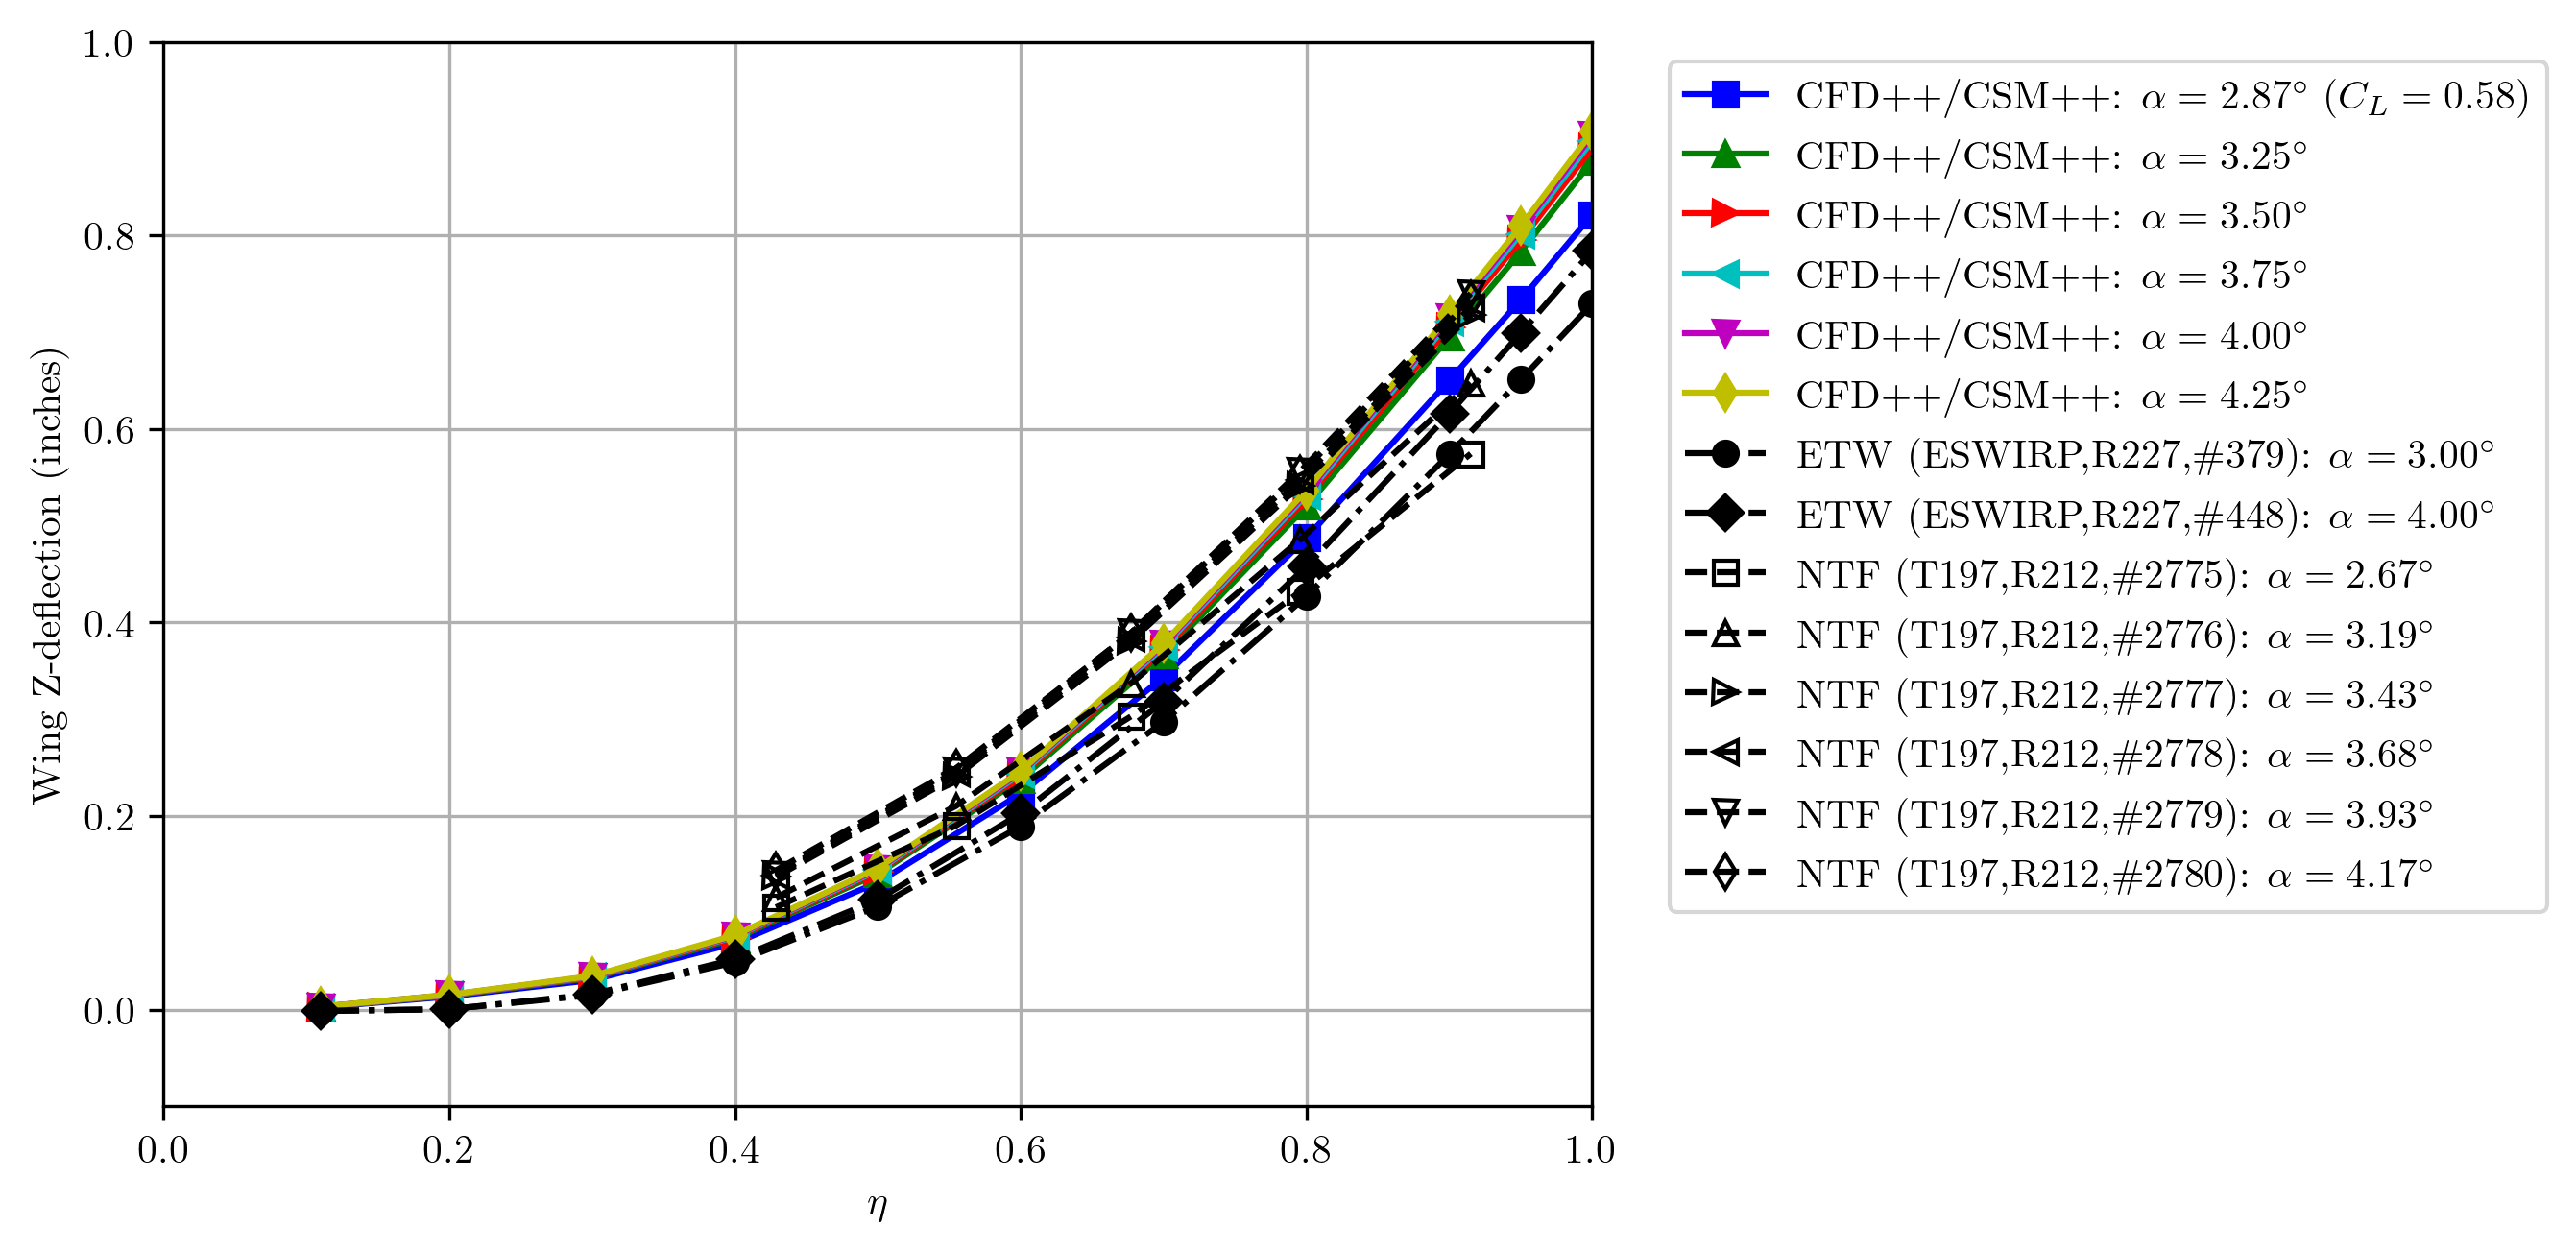 1.0
0.8
0.6
0.4
0.2
0.0
Wing Z-deflection (inches)
0.0 0.2 0.4 0.6 0.8 1.0
η
CFD++/CSM++: α = 2.87° (C_L = 0.58)
CFD++/CSM++: α = 3.25°
CFD++/CSM++: α = 3.50°
CFD++/CSM++: α = 3.75°
CFD++/CSM++: α = 4.00°
CFD++/CSM++: α = 4.25°
ETW (ESWIRP,R227,#379): α = 3.00°
ETW (ESWIRP,R227,#448): α = 4.00°
NTF (T197,R212,#2775): α = 2.67°
NTF (T197,R212,#2776): α = 3.19°
NTF (T197,R212,#2777): α = 3.43°
NTF (T197,R212,#2778): α = 3.68°
NTF (T197,R212,#2779): α = 3.93°
NTF (T197,R212,#2780): α = 4.17°